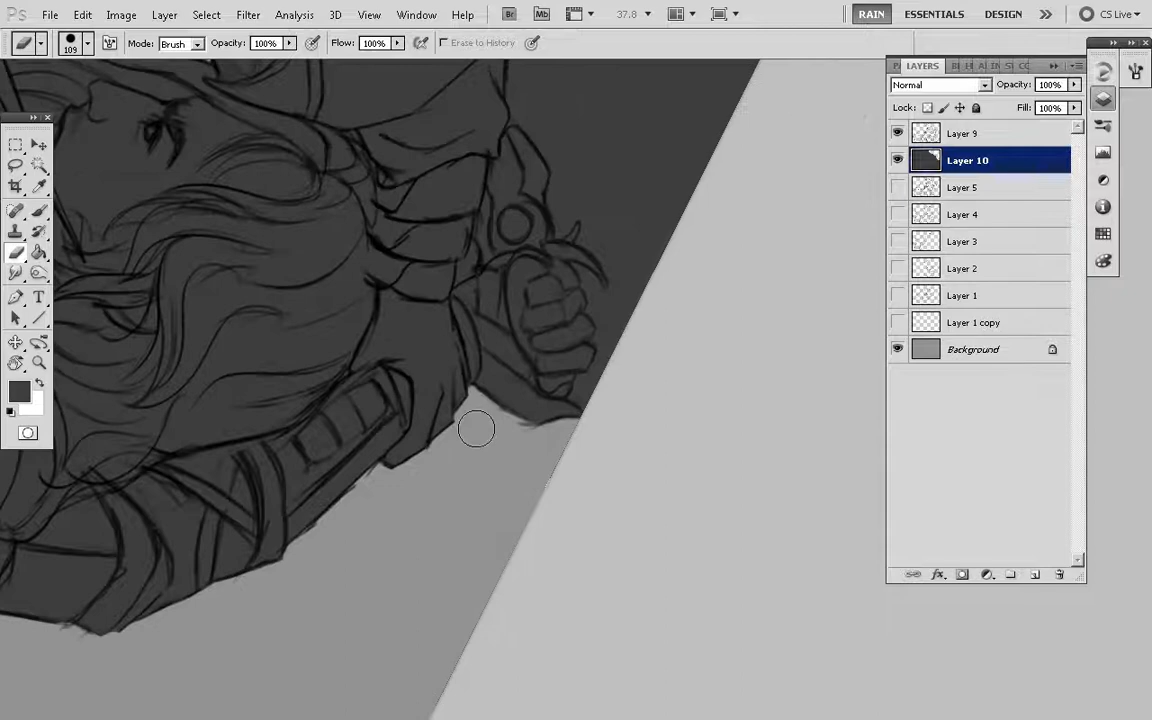 Ps File Edit Image Layer Select Filter Analysis 3D View Window Help Br Mb 37.8 RAIN ESSENTIALS DESIGN CS Live
109 Mode: Brush Opacity: 100% Flow: 100% Erase to History
LAYERS
Normal Opacity: 100%
Lock: Fill: 100%
Layer 9
Layer 10
Layer 5
Layer 4
Layer 3
Layer 2
Layer 1
Layer 1 copy
Background